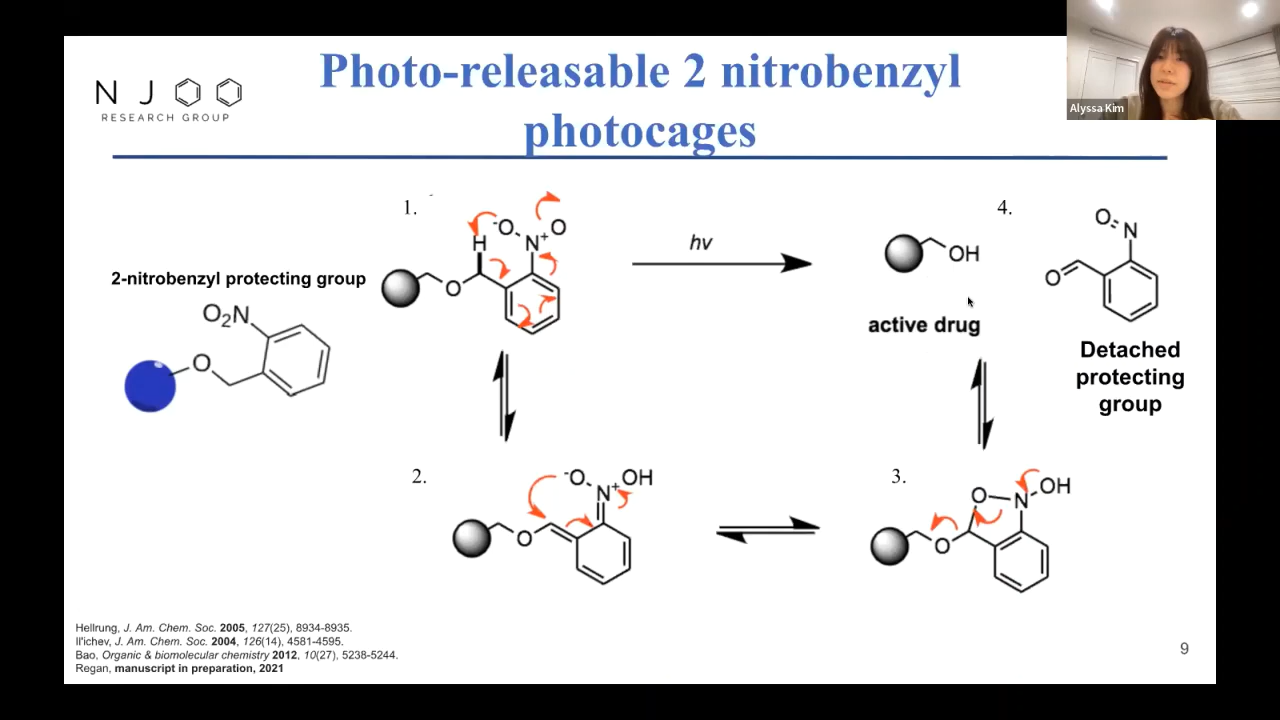 Photo-releasable 2 nitrobenzyl
photocages
N J
RESEARCH GROUP
Alyssa Kim
1.
H
-O
N+
O
O
hν
4.
OH
O
N
O
active drug
Detached
protecting
group
2-nitrobenzyl protecting group
O2N
O
2.
-O
N+
OH
O
3.
O
N
OH
O
Hellrung, J. Am. Chem. Soc. 2005, 127(25), 8934-8935.
Il'ichev, J. Am. Chem. Soc. 2004, 126(14), 4581-4595.
Bao, Organic & biomolecular chemistry 2012, 10(27), 5238-5244.
Regan, manuscript in preparation, 2021
9